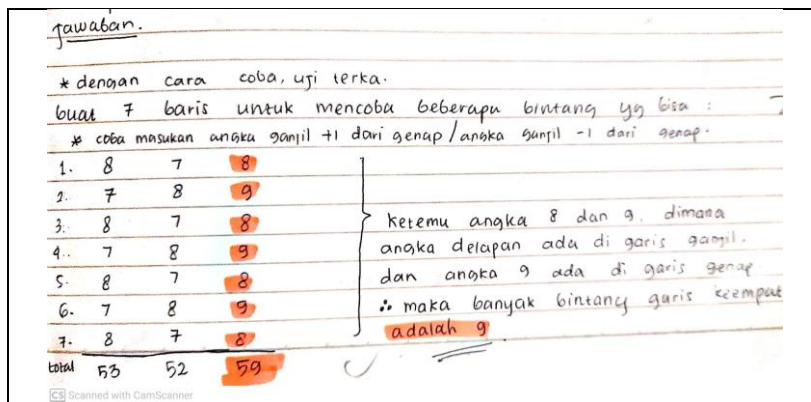 Jawaban.
* dengan cara coba, uji terka.
buat 7 baris untuk mencoba beberapa bintang yg bisa :
* coba masukan angka ganjil +1 dari genap / angka ganjil -1 dari genap.
1. 8 7 8
2. 7 8 9
3. 8 7 8
4. 7 8 9
5. 8 7 8
6. 7 8 9
7. 8 7 8
total 53 52 59
ketemu angka 8 dan 9. dimana
angka delapan ada di garis ganjil.
dan angka 9 ada di garis genap
∴ maka banyak bintang garis keempat
adalah 9
CS Scanned with CamScanner